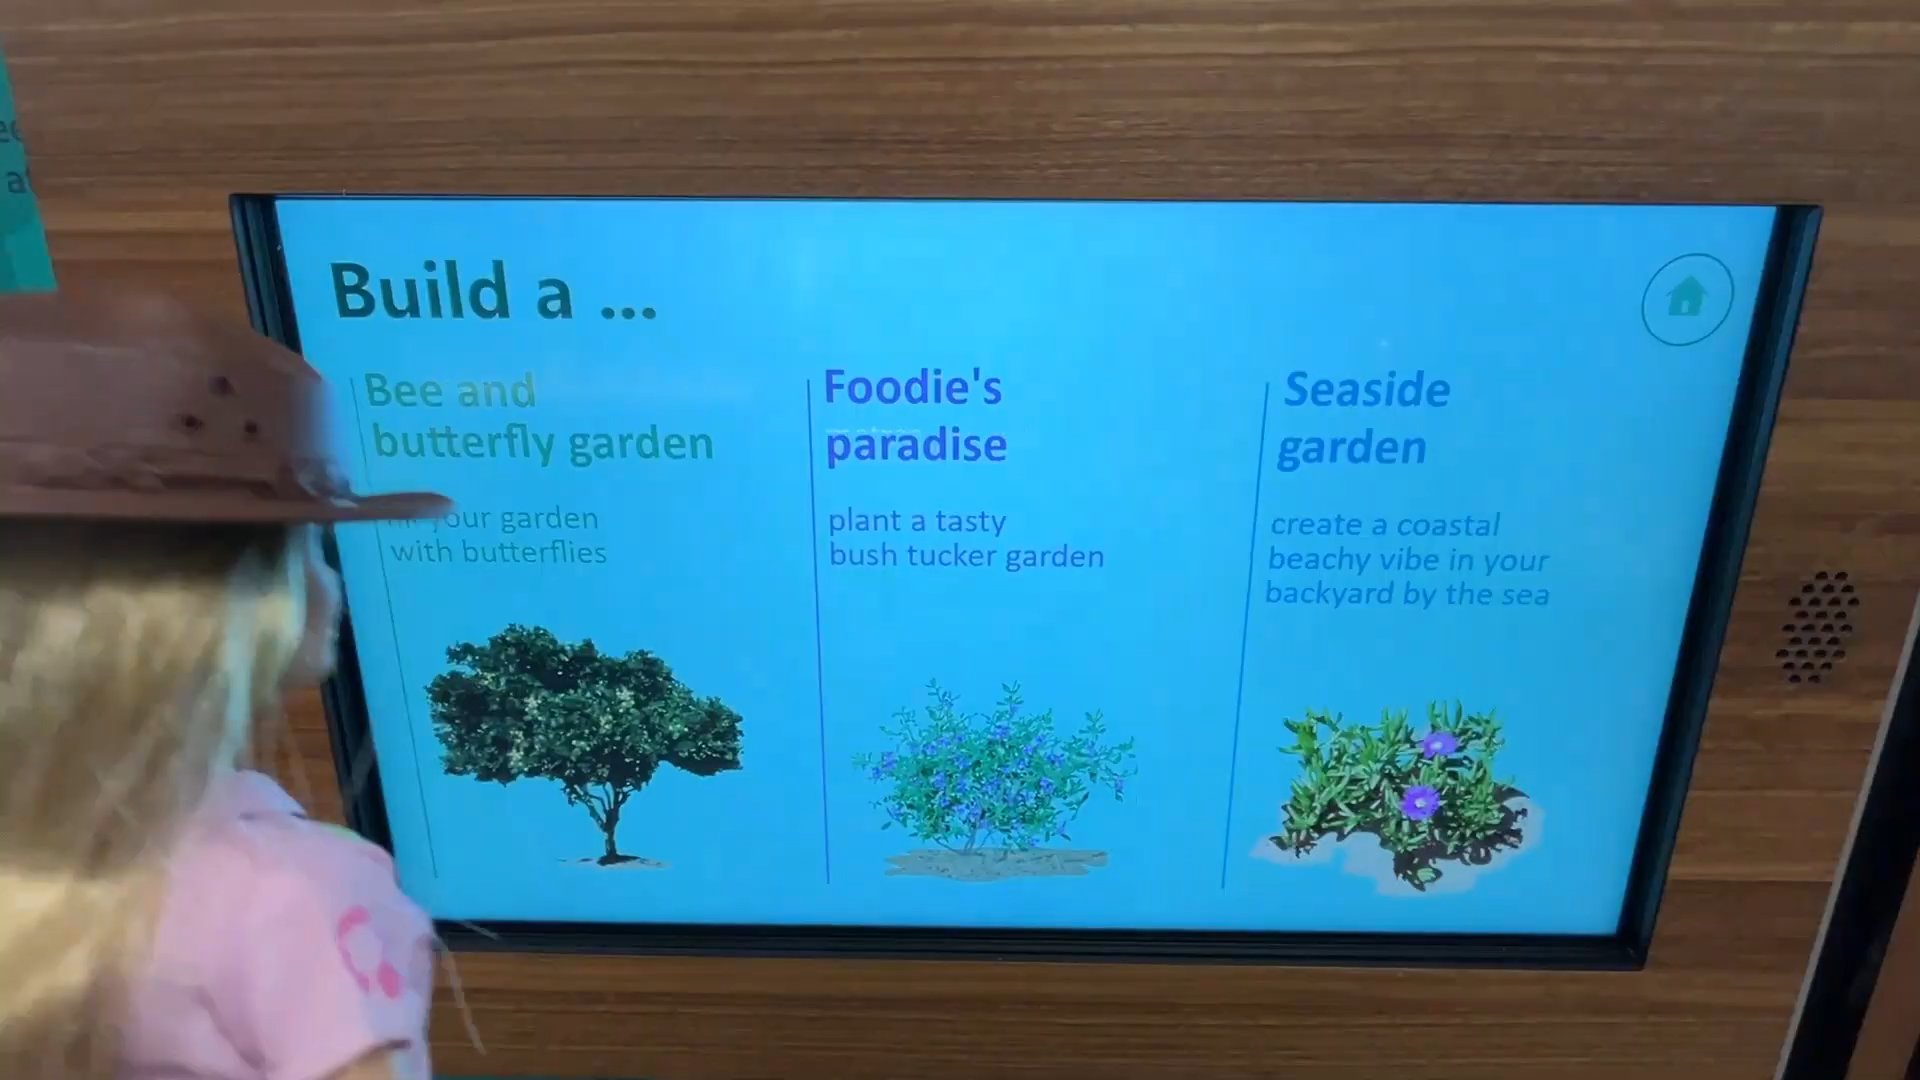 Build a ...
Bee and
butterfly garden
your garden
with butterflies
Foodie's
paradise
plant a tasty
bush tucker garden
Seaside
garden
create a coastal
beachy vibe in your
backyard by the sea